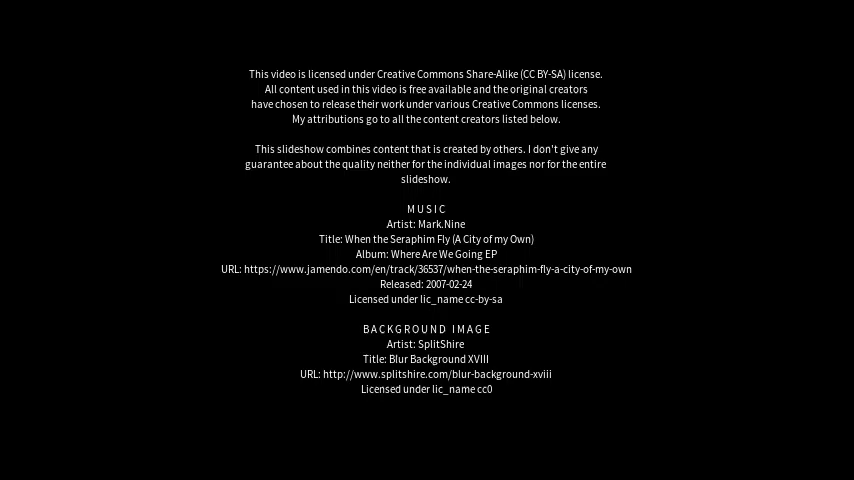 This video is licensed under Creative Commons Share-Alike (CC BY-SA) license.
All content used in this video is free available and the original creators
have chosen to release their work under various Creative Commons licenses.
My attributions go to all the content creators listed below.
This slideshow combines content that is created by others. I don't give any
guarantee about the quality neither for the individual images nor for the entire
slideshow.
MUSIC
Artist: Mark.Nine
Title: When the Seraphim Fly (A City of my Own)
Album: Where Are We Going EP
URL: https://www.jamendo.com/en/track/36537/when-the-seraphim-fly-a-city-of-my-own
Released: 2007-02-24
Licensed under lic_name cc-by-sa
BACKGROUND IMAGE
Artist: SplitShire
Title: Blur Background XVIII
URL: http://www.splitshire.com/blur-background-xviii
Licensed under lic_name cc0